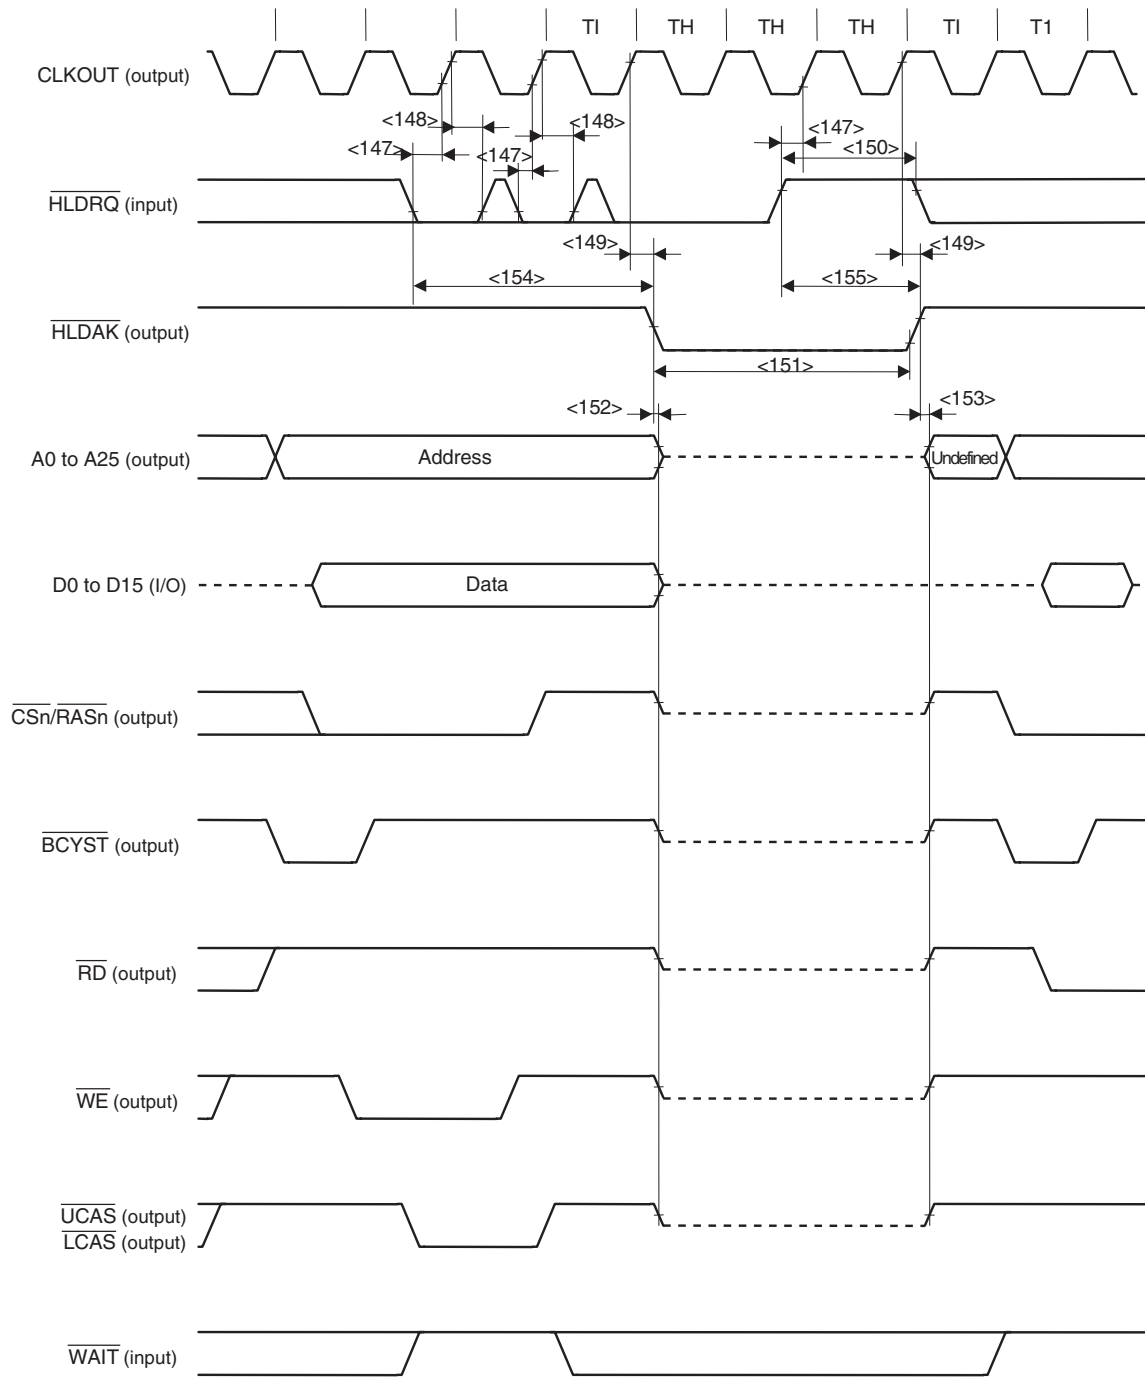 TI TH TH TH TI T1
CLKOUT (output)
<148> <148> <147>
<147> <147> <150>
HLDRQ (input)
<149> <149>
<154> <155>
HLDAK (output)
<151>
<152> <153>
A0 to A25 (output) Address Undefined
D0 to D15 (I/O) Data
CSn/RASn (output)
BCYST (output)
RD (output)
WE (output)
UCAS (output)
LCAS (output)
WAIT (input)